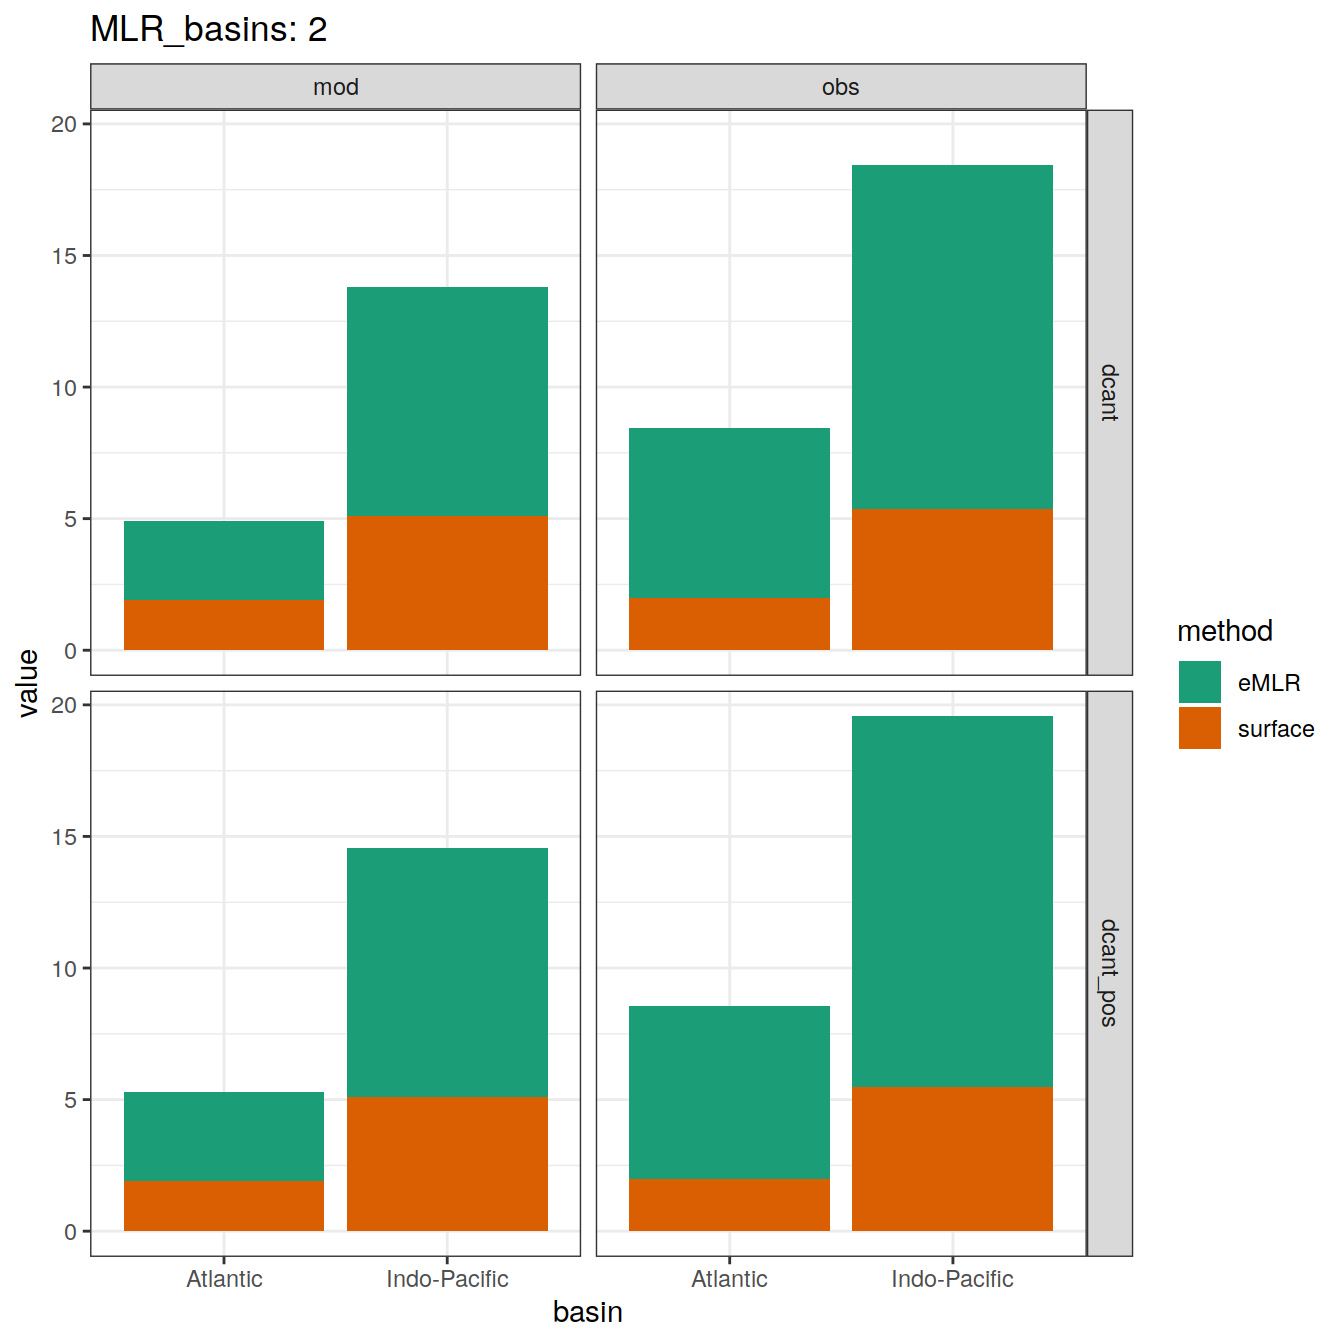 MLR_basins: 2
mod
obs
20
15
10
5
0
dcant
20
15
10
5
0
dcant_pos
value
Atlantic
Indo-Pacific
Atlantic
Indo-Pacific
basin
method
eMLR
surface